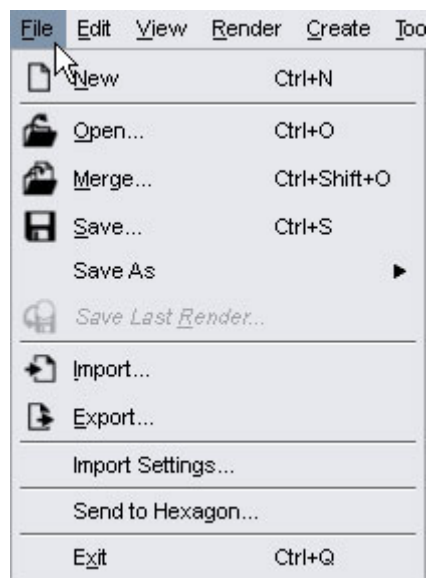 File Edit View Render Create Too
New Ctrl+N
Open... Ctrl+O
Merge... Ctrl+Shift+O
Save... Ctrl+S
Save As
Save Last Render...
Import...
Export...
Import Settings...
Send to Hexagon...
Exit Ctrl+Q